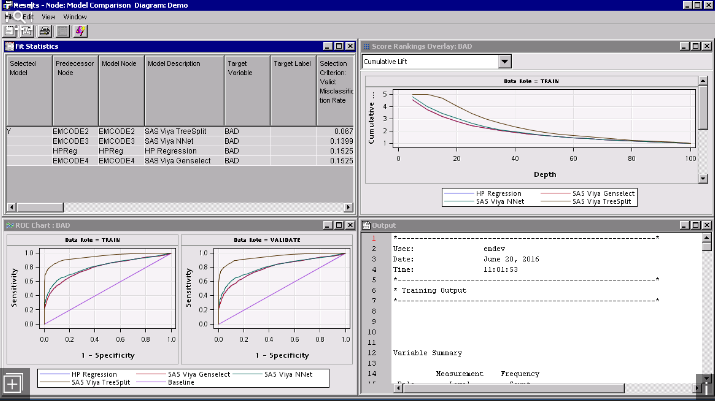 Results - Node: Model Comparison Diagram: Demo
File Edit View Window
Fit Statistics
Selected Model Predecessor Node Model Node Model Description Target Variable Target Label Selection Criterion: Valid: Misclassification Rate
Y EMCODE2 EMCODE2 SAS Viya TreeSplit BAD 0.067
EMCODE3 EMCODE3 SAS Viya NNet BAD 0.1399
HPReg HPReg HP Regression BAD 0.1525
EMCODE4 EMCODE4 SAS Viya Genselect BAD 0.1525
Score Rankings Overlay: BAD
Cumulative Lift
Data Role = TRAIN
Cumulative ...
5
4
3
2
1
0 20 40 60 80 100
Depth
HP Regression SAS Viya Genselect
SAS Viya NNet SAS Viya TreeSplit
ROC Chart : BAD
Data Role = TRAIN Data Role = VALIDATE
Sensitivity Sensitivity
1.0 1.0
0.8 0.8
0.6 0.6
0.4 0.4
0.2 0.2
0.0 0.0
0.0 0.2 0.4 0.6 0.8 1.0 0.0 0.2 0.4 0.6 0.8 1.0
1 - Specificity 1 - Specificity
HP Regression SAS Viya Genselect SAS Viya NNet
SAS Viya TreeSplit Baseline
Output
1 *------------------------------------------------------------*
2 User: emdev
3 Date: June 20, 2016
4 Time: 11:01:53
5 *------------------------------------------------------------*
6 * Training Output
7 *------------------------------------------------------------*
8
9
10
11
12 Variable Summary
13
14 Measurement Frequency
15 Role Level Count